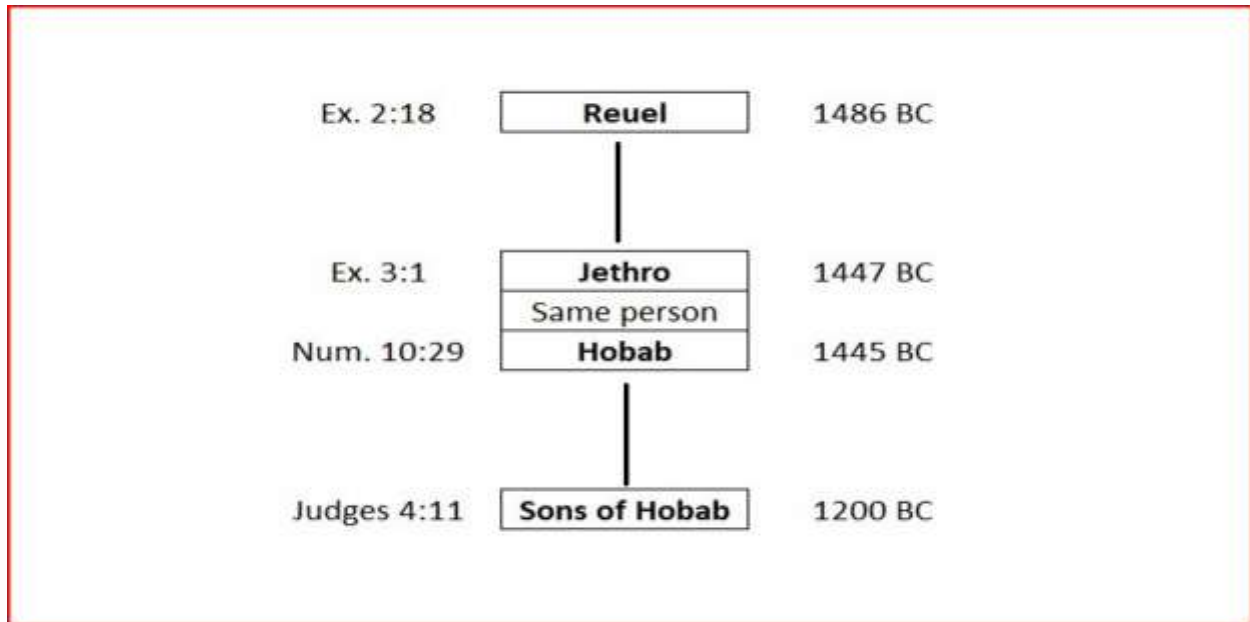 Ex. 2:18 Reuel 1486 BC
Ex. 3:1 Jethro 1447 BC
Same person
Num. 10:29 Hobab 1445 BC
Judges 4:11 Sons of Hobab 1200 BC